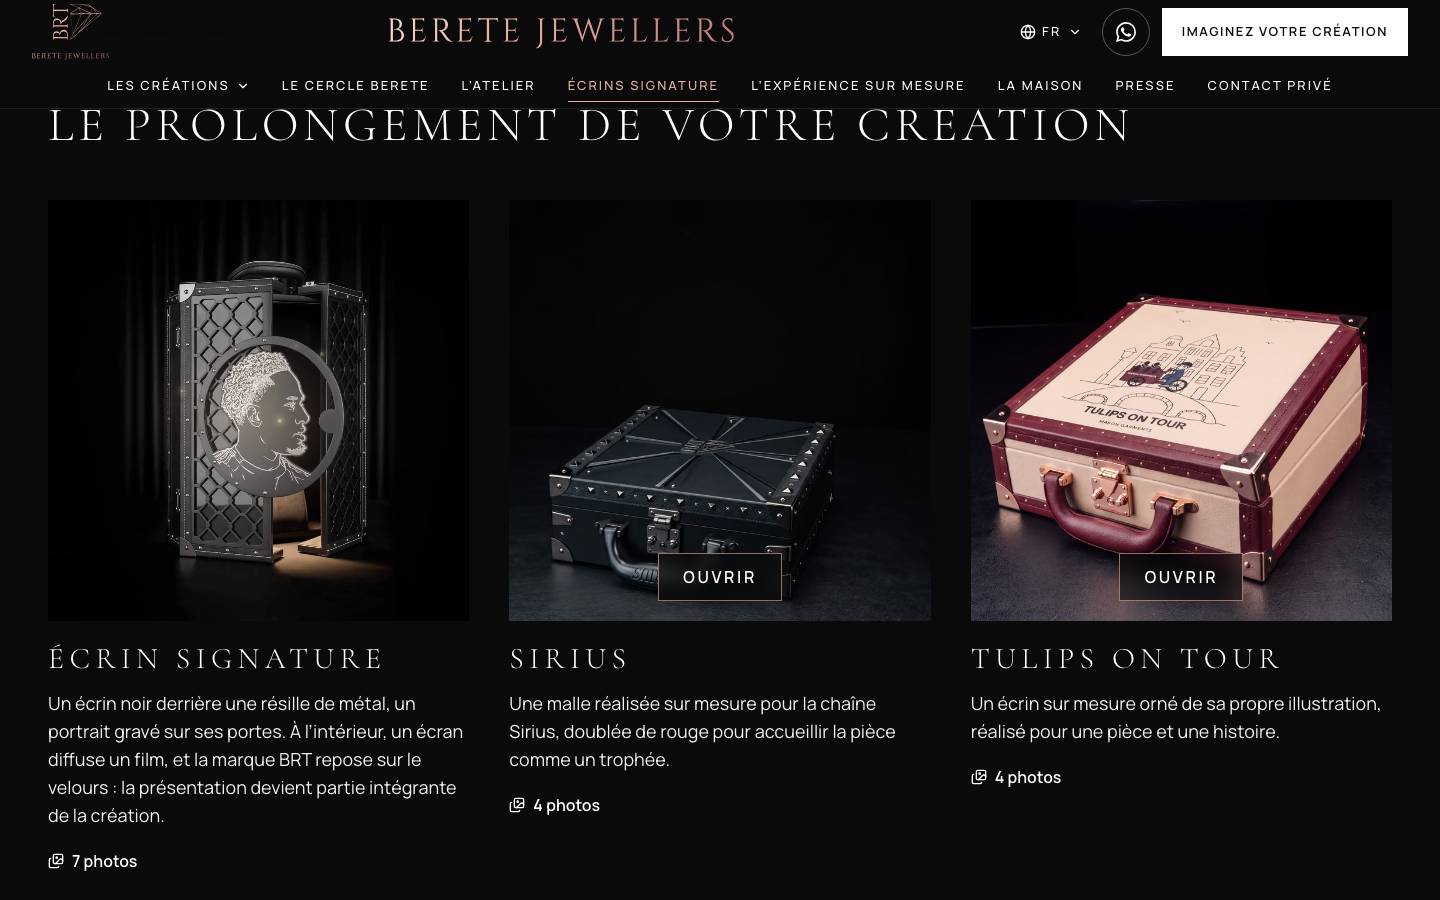 BRT
BERETE JEWELLERS
BERETE JEWELLERS
FR
IMAGINEZ VOTRE CRÉATION
LES CRÉATIONS
LE CERCLE BERETE
L'ATELIER
ÉCRINS SIGNATURE
L'EXPÉRIENCE SUR MESURE
LA MAISON
PRESSE
CONTACT PRIVÉ
LE PROLONGEMENT DE VOTRE CRÉATION
TULIPS ON TOUR
MAISON GARMENTS
OUVRIR
OUVRIR
ÉCRIN SIGNATURE
Un écrin noir derrière une résille de métal, un
portrait gravé sur ses portes. À l'intérieur, un écran
diffuse un film, et la marque BRT repose sur le
velours : la présentation devient partie intégrante
de la création.
7 photos
SIRIUS
Une malle réalisée sur mesure pour la chaîne
Sirius, doublée de rouge pour accueillir la pièce
comme un trophée.
4 photos
TULIPS ON TOUR
Un écrin sur mesure orné de sa propre illustration,
réalisé pour une pièce et une histoire.
4 photos